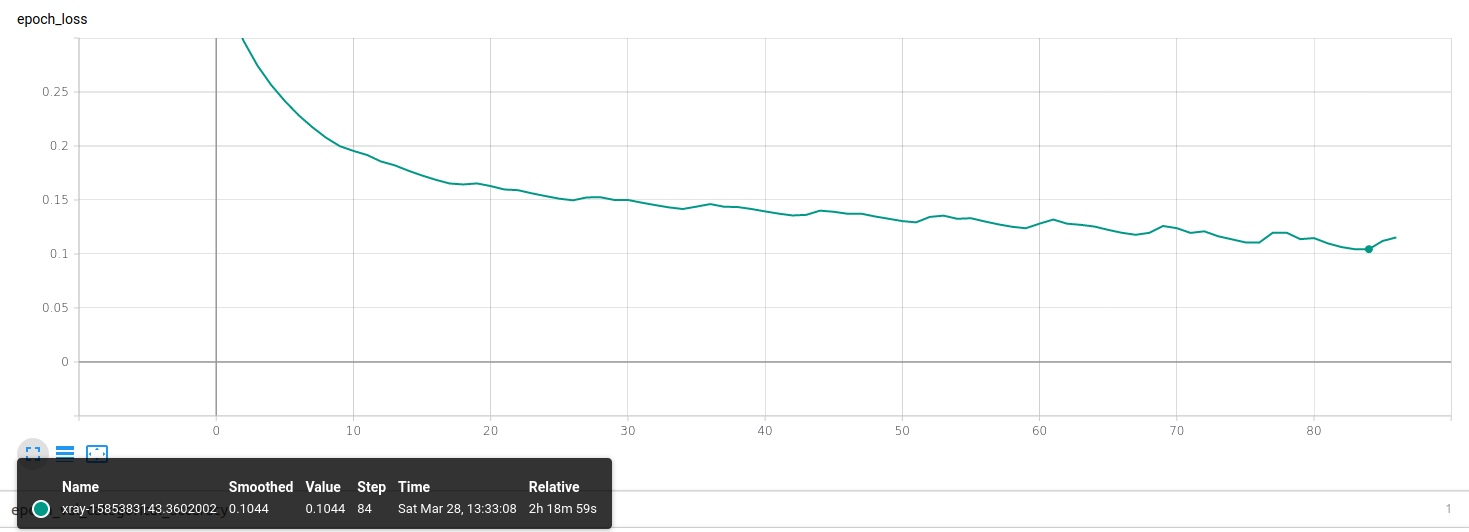 epoch_loss
0.25
0.2
0.15
0.1
0.05
0
0 10 20 30 40 50 60 70 80
Name Smoothed Value Step Time Relative
xray-1585383143.3602002 0.1044 0.1044 84 Sat Mar 28, 13:33:08 2h 18m 59s
1